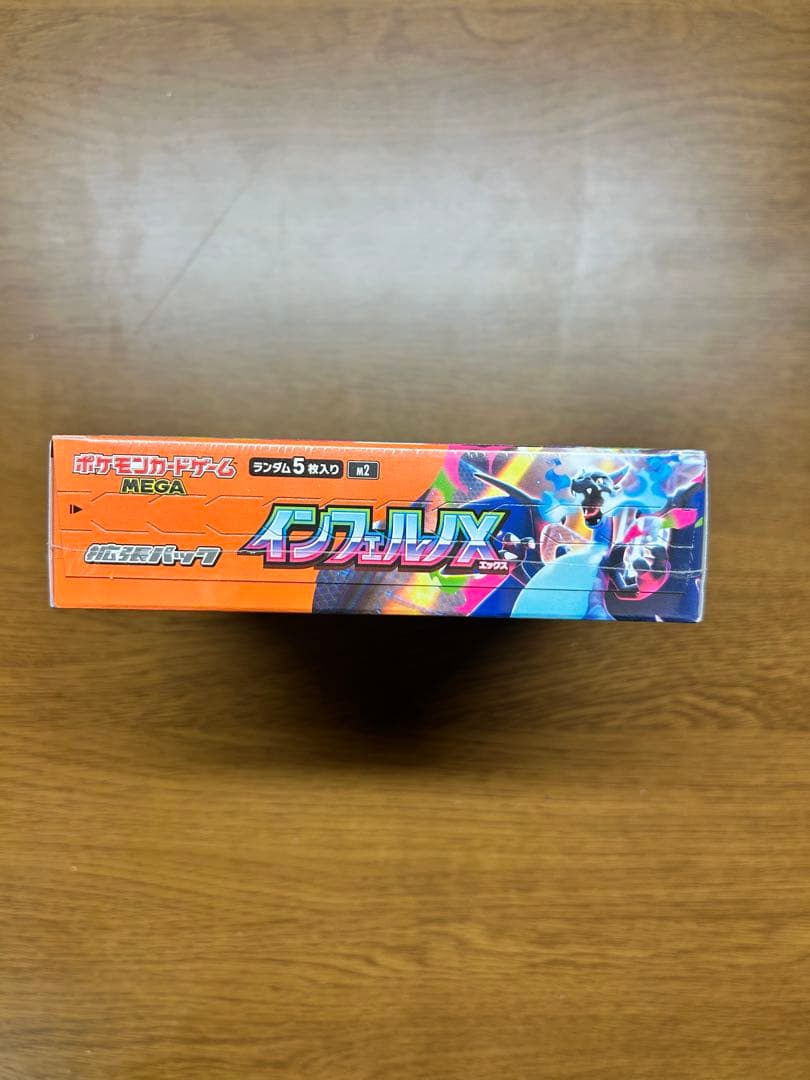 ポケモンカードゲーム
MEGA
ランダム5枚入り
M2
拡張パック
インフェルノX
エックス